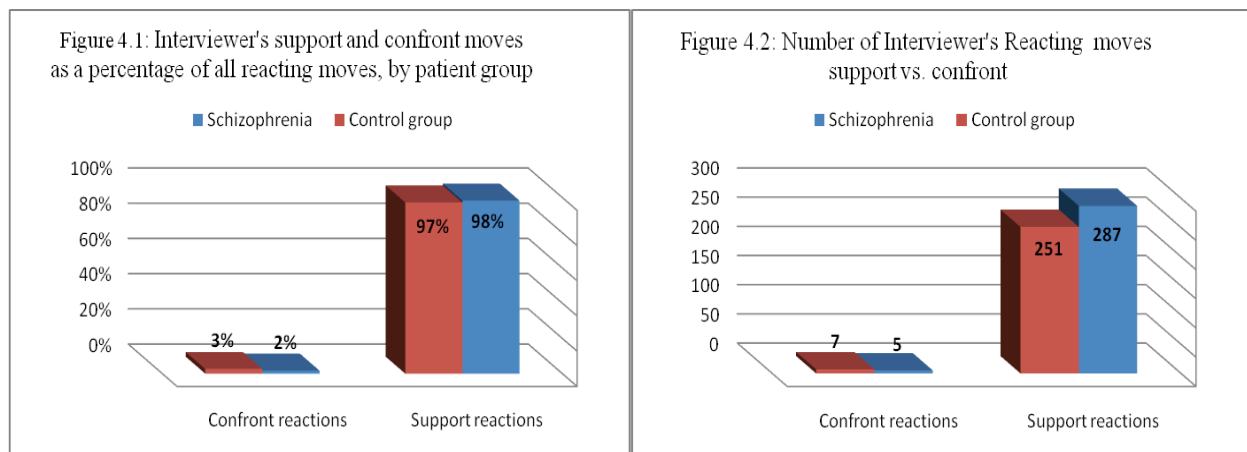 Figure 4.1: Interviewer's support and confront moves
as a percentage of all reacting moves, by patient group
Schizophrenia Control group
100%
80%
60%
40%
20%
0%
3% 2%
97% 98%
Confront reactions Support reactions
Figure 4.2: Number of Interviewer's Reacting moves
support vs. confront
Schizophrenia Control group
300
250
200
150
100
50
0
7 5
251 287
Confront reactions Support reactions